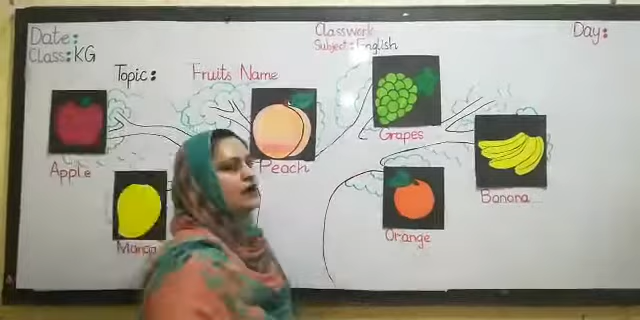 Date:
Class: KG
Classwork
Subject: English
Day:
Topic: Fruits Name
Apple
Peach
Grapes
Banana
Mango
Orange